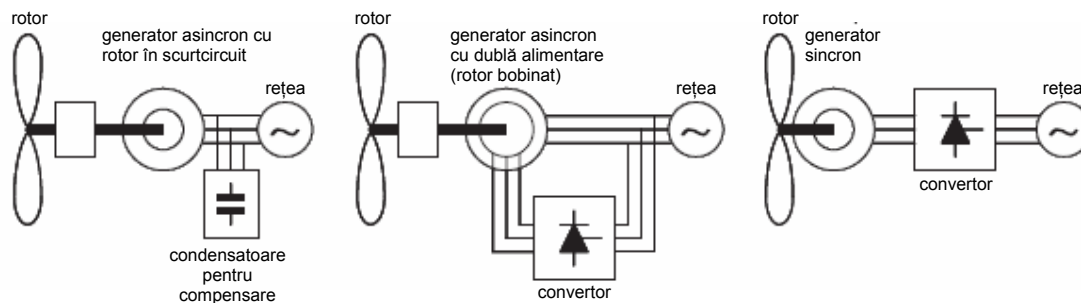 rotor
generator asincron cu
rotor în scurtcircuit
rețea
condensatoare
pentru
compensare
rotor
generator asincron
cu dublă alimentare
(rotor bobinat)
rețea
convertor
rotor
generator
sincron
rețea
convertor